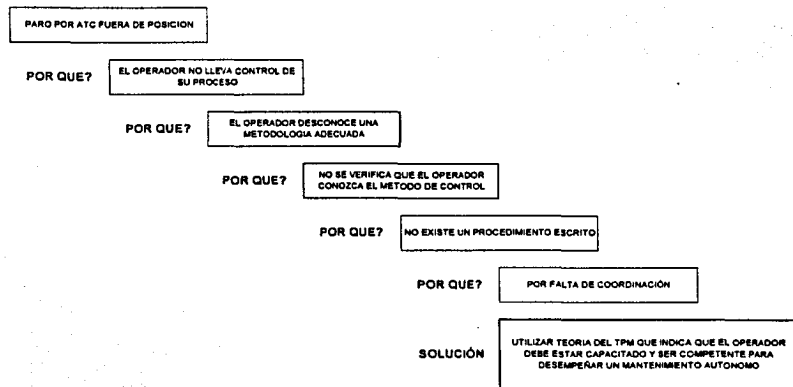 PARO POR ATC FUERA DE POSICION
POR QUE?
EL OPERADOR NO LLEVA CONTROL DE
SU PROCESO
POR QUE?
EL OPERADOR DESCONOCE UNA
METODOLOGIA ADECUADA
POR QUE?
NO SE VERIFICA QUE EL OPERADOR
CONOZCA EL METODO DE CONTROL
POR QUE?
NO EXISTE UN PROCEDIMIENTO ESCRITO
POR QUE?
POR FALTA DE COORDINACIÓN
SOLUCIÓN
UTILIZAR TEORIA DEL TPM QUE INDICA QUE EL OPERADOR
DEBE ESTAR CAPACITADO Y SER COMPETENTE PARA
DESEMPEÑAR UN MANTENIMIENTO AUTONOMO